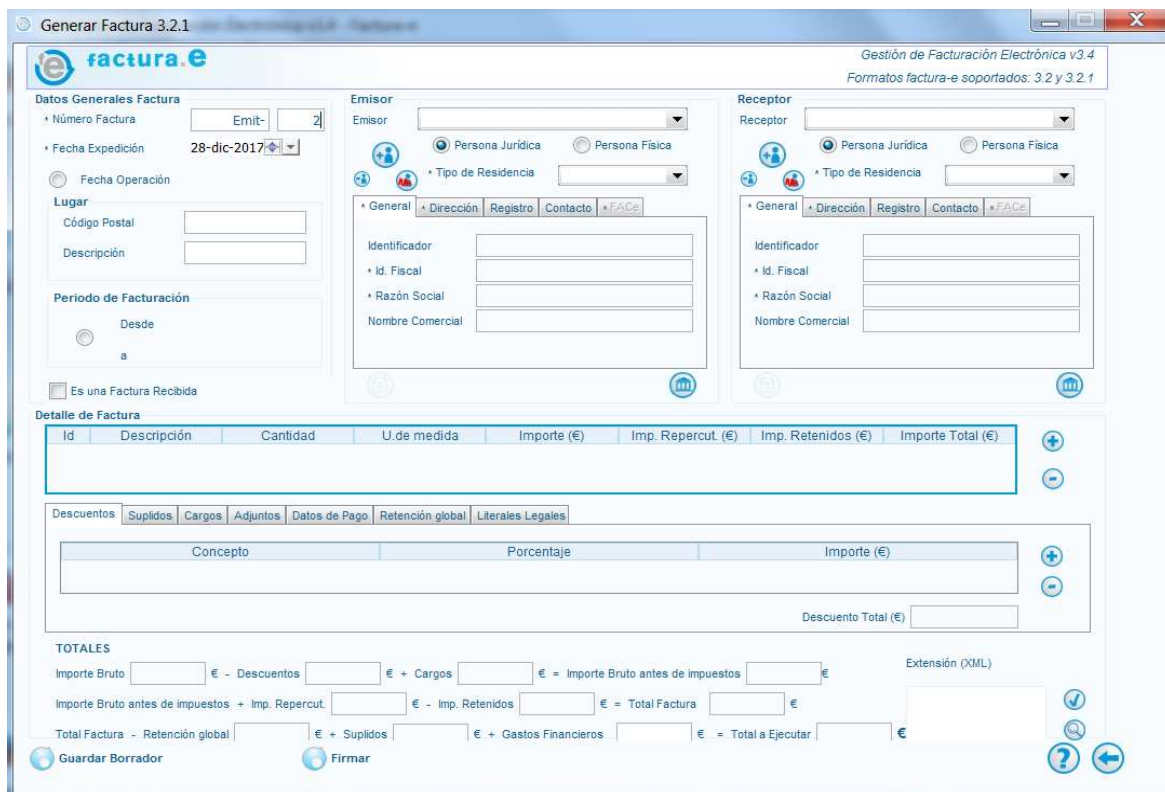 Generar Factura 3.2.1
factura.e
Gestión de Facturación Electrónica v3.4
Formatos factura-e soportados: 3.2 y 3.2.1
Datos Generales Factura
* Número Factura Emit- 2
* Fecha Expedición 28-dic-2017
Fecha Operación
Lugar
Código Postal
Descripción
Periodo de Facturación
Desde
a
Es una Factura Recibida
Emisor
Emisor
Persona Jurídica Persona Física
* Tipo de Residencia
* General * Dirección Registro Contacto * FACe
Identificador
* Id. Fiscal
* Razón Social
Nombre Comercial
Receptor
Receptor
Persona Jurídica Persona Física
* Tipo de Residencia
* General * Dirección Registro Contacto * FACe
Identificador
* Id. Fiscal
* Razón Social
Nombre Comercial
Detalle de Factura
Id Descripción Cantidad U.de medida Importe (€) Imp. Repercut. (€) Imp. Retenidos (€) Importe Total (€)
Descuentos Suplidos Cargos Adjuntos Datos de Pago Retención global Literales Legales
Concepto Porcentaje Importe (€)
Descuento Total (€)
TOTALES
Importe Bruto € - Descuentos € + Cargos € = Importe Bruto antes de impuestos €
Importe Bruto antes de impuestos + Imp. Repercut. € - Imp. Retenidos € = Total Factura €
Total Factura - Retención global € + Suplidos € + Gastos Financieros € = Total a Ejecutar €
Extensión (XML)
Guardar Borrador
Firmar